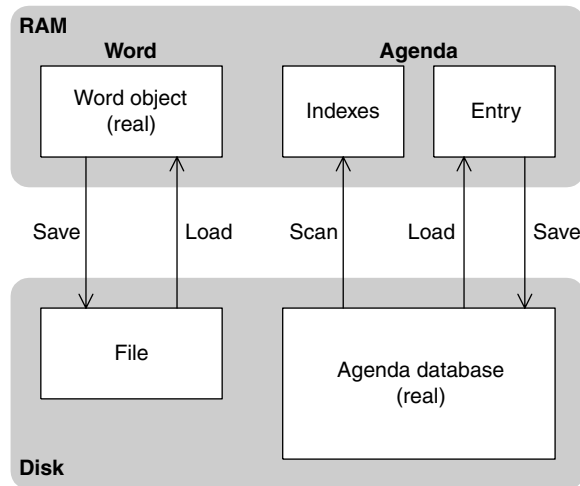 RAM
Word
Agenda
Word object
(real)
Indexes
Entry
Save
Load
Scan
Load
Save
File
Agenda database
(real)
Disk